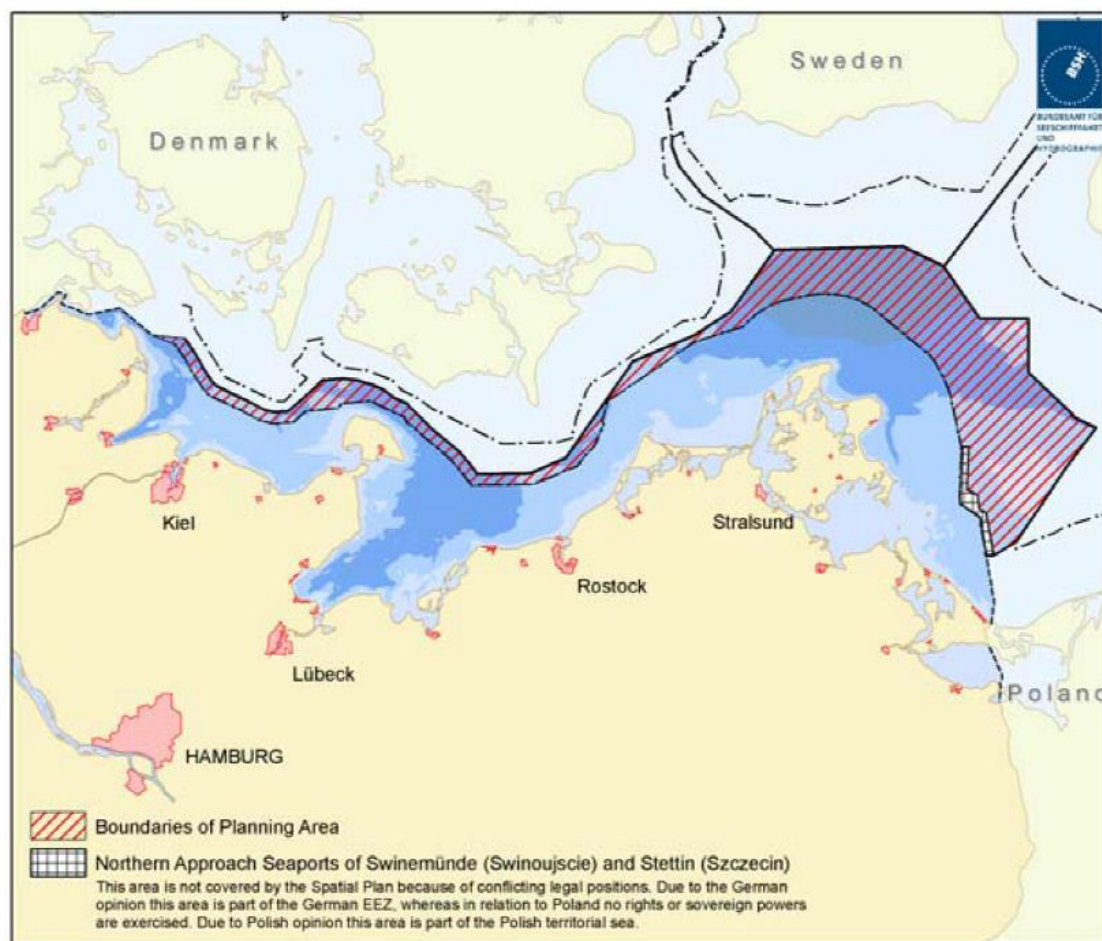 Sweden
Denmark
BSH
BUNDESAMT FÜR
SEESCHIFFFAHRT
UND
HYDROGRAPHIE
Kiel
Stralsund
Rostock
Lübeck
Poland
HAMBURG
Boundaries of Planning Area
Northern Approach Seaports of Swinemünde (Swinoujscie) and Stettin (Szczecin)
This area is not covered by the Spatial Plan because of conflicting legal positions. Due to the German
opinion this area is part of the German EEZ, whereas in relation to Poland no rights or sovereign powers
are exercised. Due to Polish opinion this area is part of the Polish territorial sea.